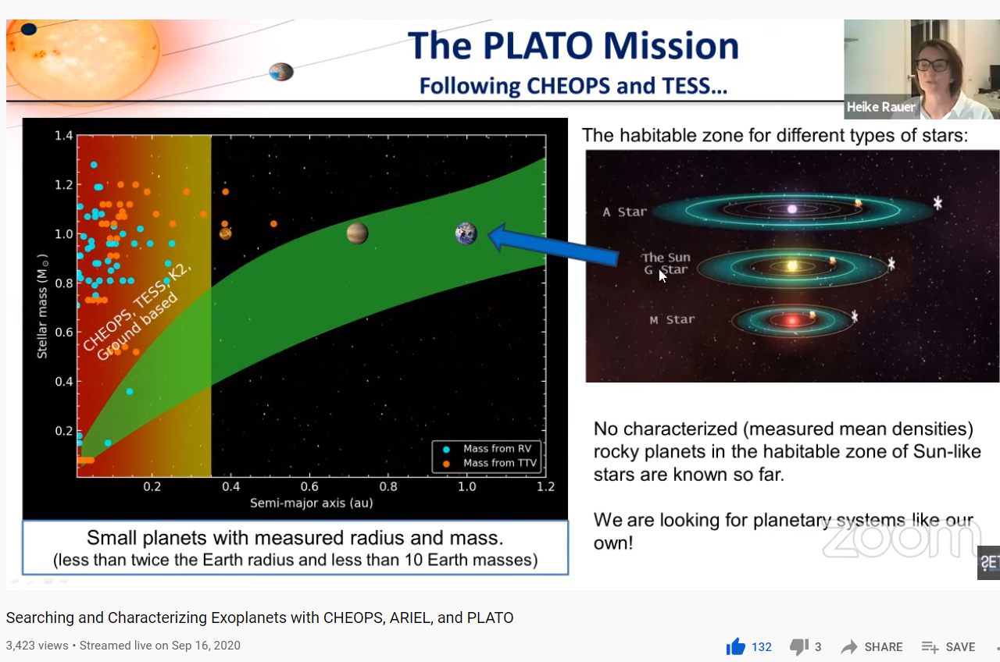 The PLATO Mission
Following CHEOPS and TESS...
Heike Rauer
1.4
1.2
1.0
0.8
0.6
0.4
0.2
Stellar mass (M☉)
CHEOPS, TESS, K2,
Ground based
Mass from RV
Mass from TTV
0.2 0.4 0.6 0.8 1.0 1.2
Semi-major axis (au)
Small planets with measured radius and mass.
(less than twice the Earth radius and less than 10 Earth masses)
The habitable zone for different types of stars:
A Star
The Sun
G Star
M Star
No characterized (measured mean densities)
rocky planets in the habitable zone of Sun-like
stars are known so far.
We are looking for planetary systems like our
own!
zoom
Searching and Characterizing Exoplanets with CHEOPS, ARIEL, and PLATO
3,423 views • Streamed live on Sep 16, 2020
132 3 SHARE SAVE